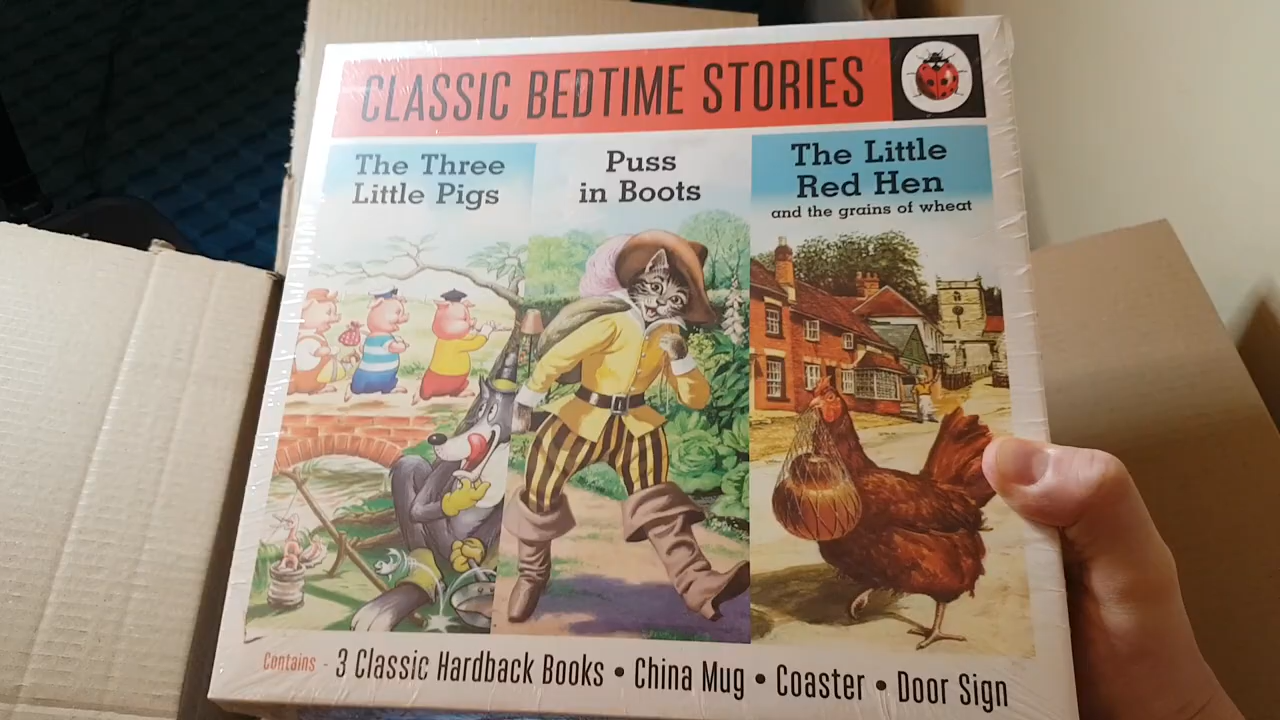 CLASSIC BEDTIME STORIES
The Three
Little Pigs
Puss
in Boots
The Little
Red Hen
and the grains of wheat
Contains - 3 Classic Hardback Books • China Mug • Coaster • Door Sign